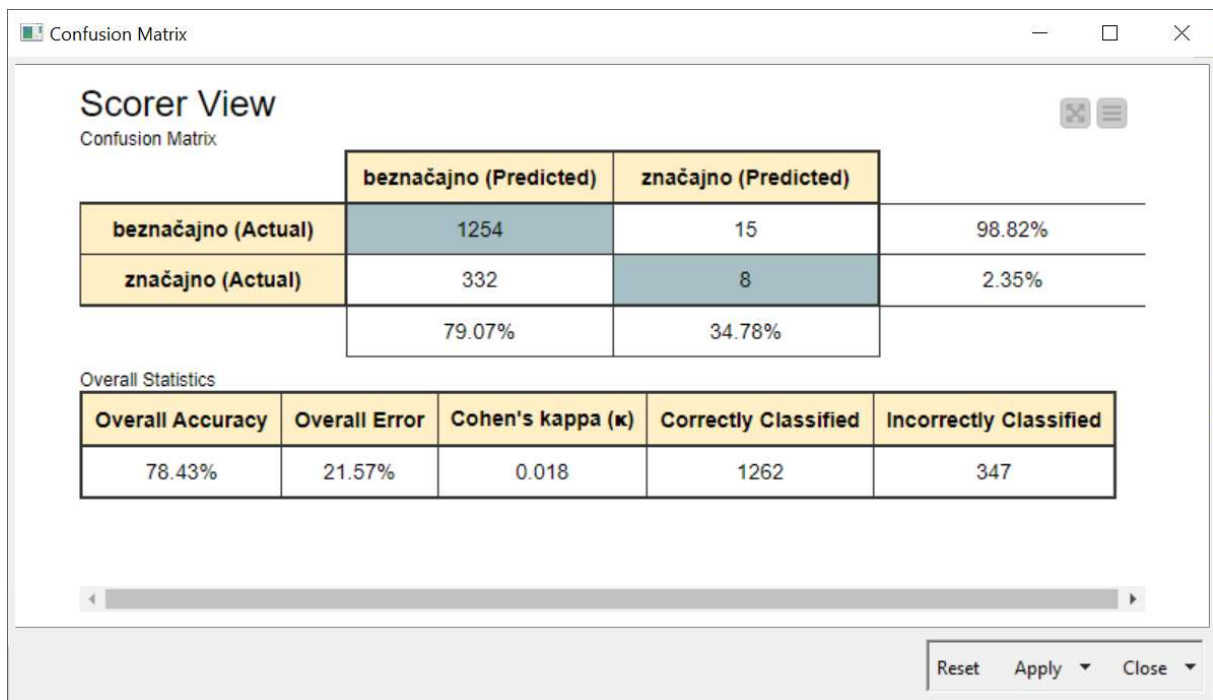 Confusion Matrix
Scorer View
Confusion Matrix
beznačajno (Predicted) značajno (Predicted)
beznačajno (Actual) 1254 15 98.82%
značajno (Actual) 332 8 2.35%
79.07% 34.78%
Overall Statistics
Overall Accuracy Overall Error Cohen's kappa (κ) Correctly Classified Incorrectly Classified
78.43% 21.57% 0.018 1262 347
Reset Apply Close